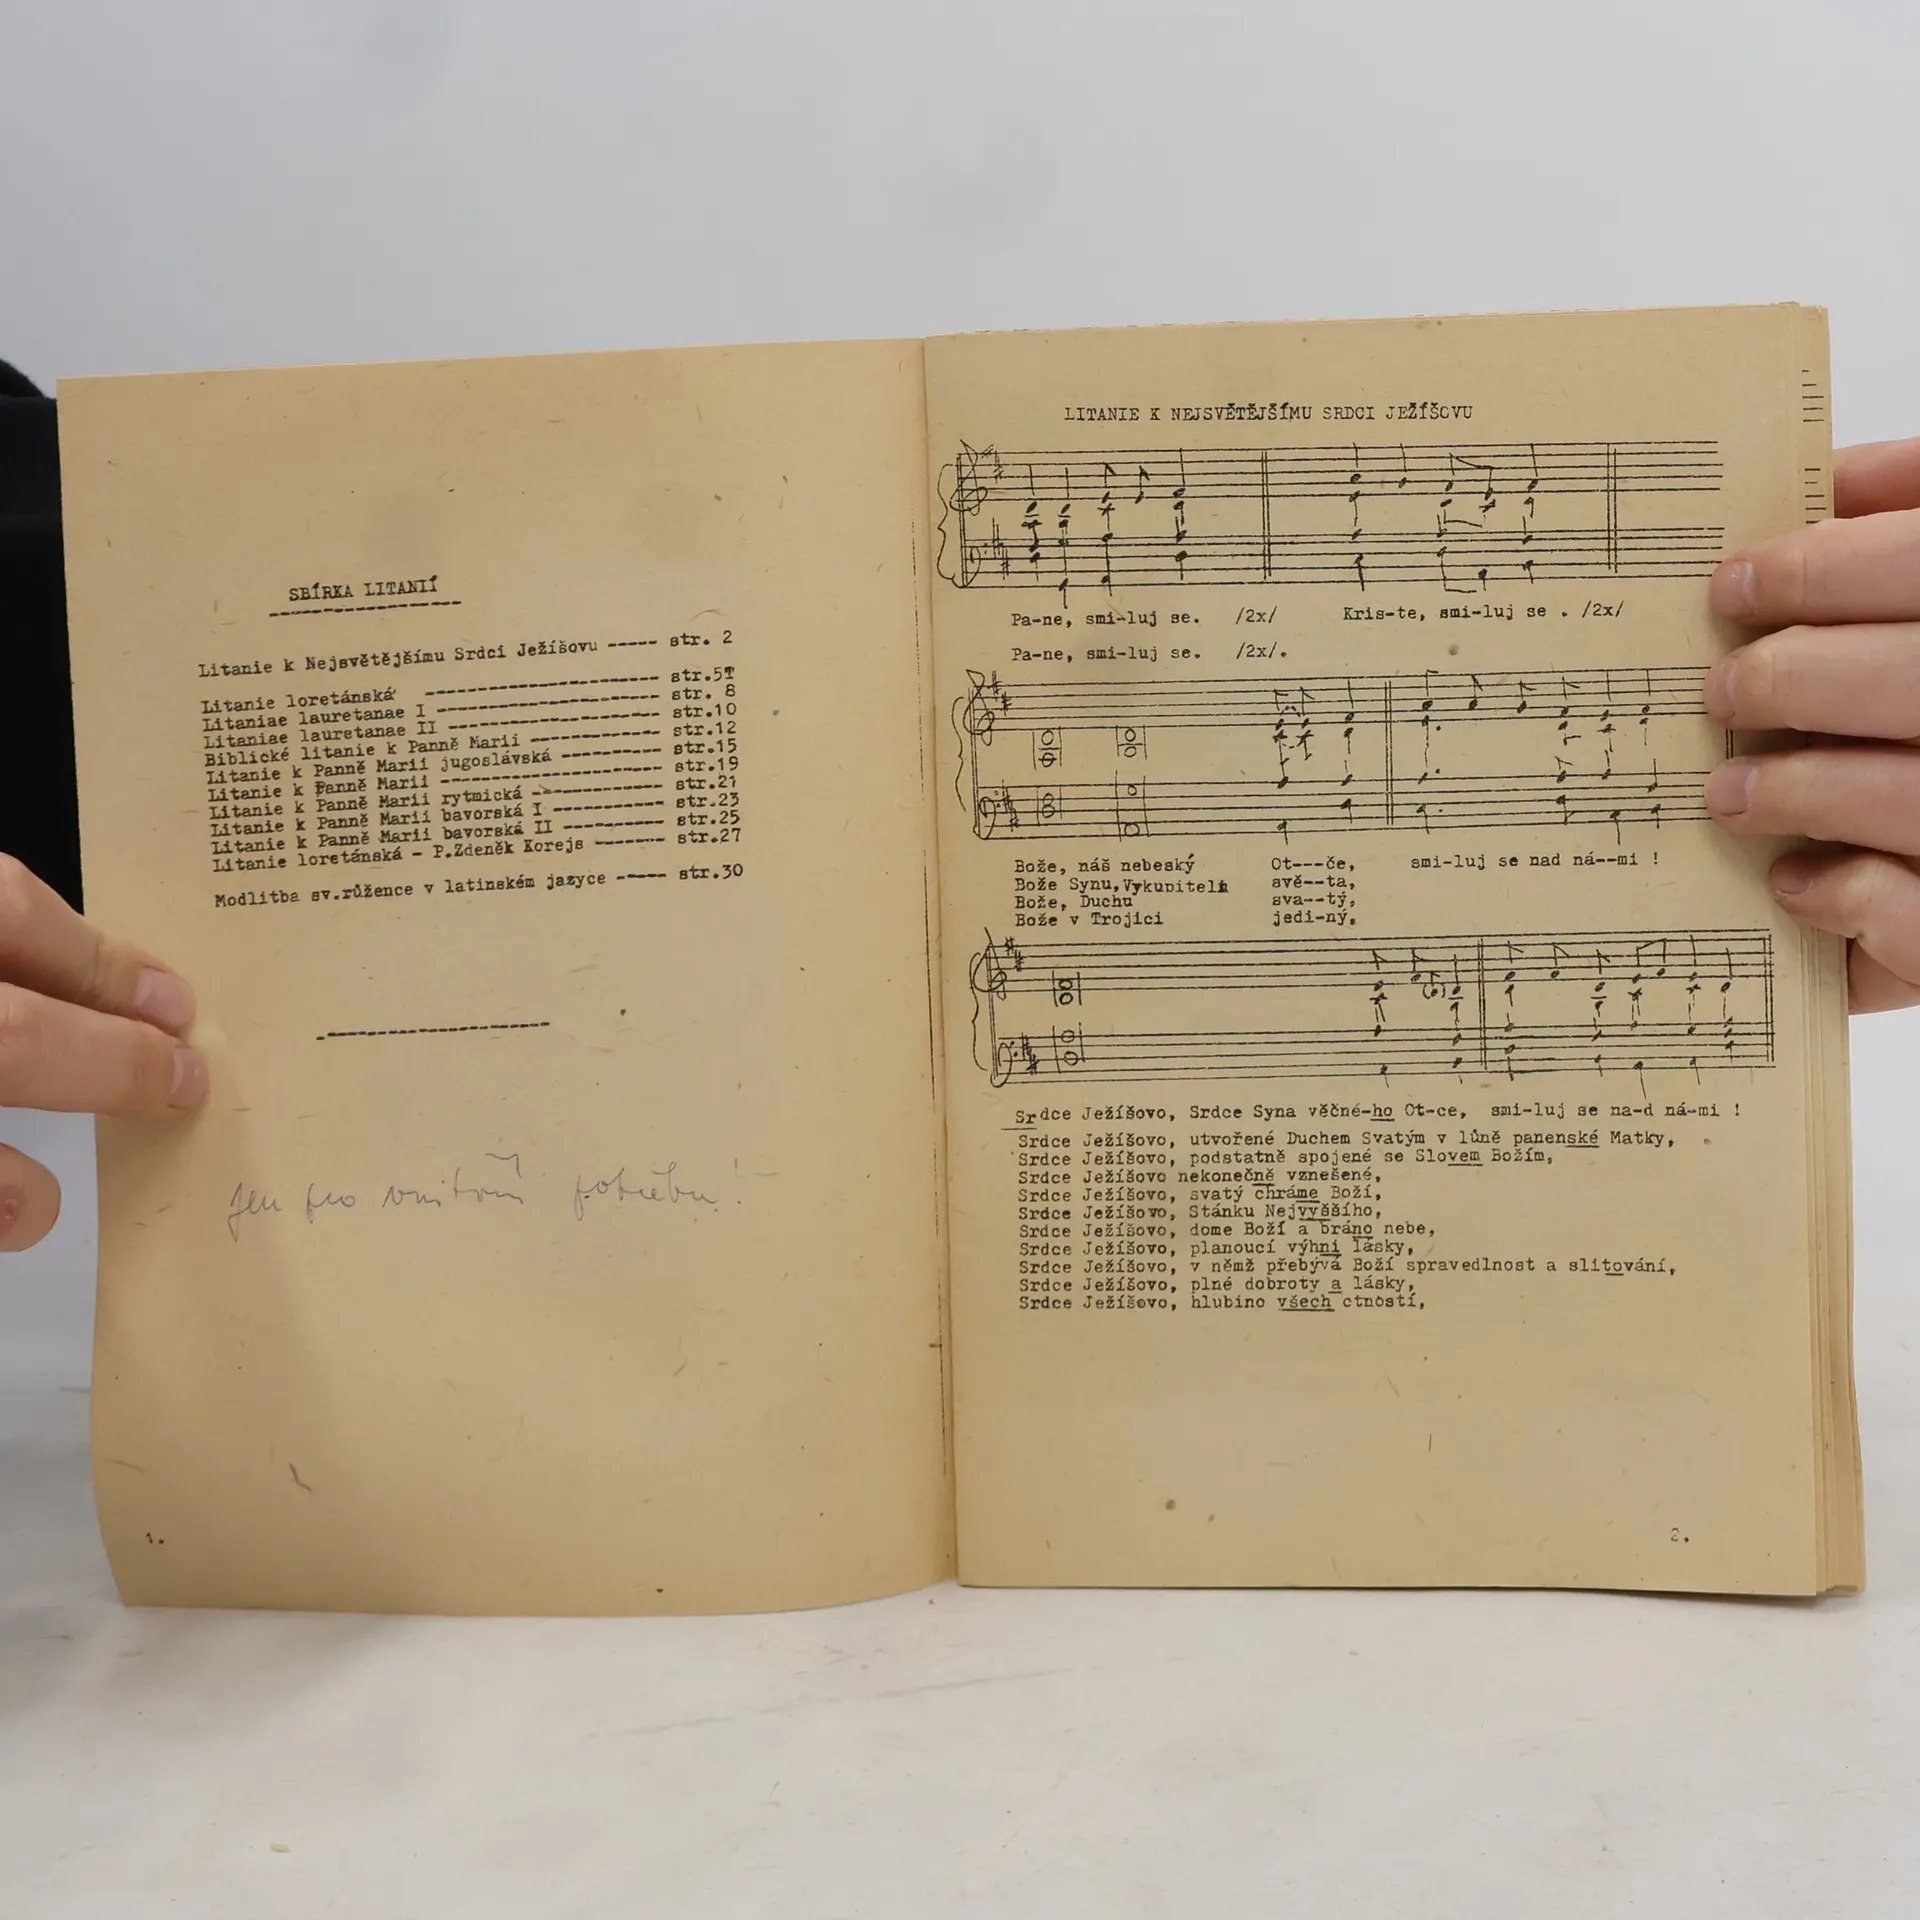 SBÍRKA LITANIÍ
Litanie k Nejsvětějšímu Srdci Ježíšovu ----- str. 2
Litanie loretánská -------------------------- str.5
Litaniae lauretanae I ------------------------- str. 8
Litaniae lauretanae II ------------------------ str.10
Biblické litanie k Panně Marii --------------- str.12
Litanie k Panně Marii jugoslávská ----------- str.15
Litanie k Panně Marii ------------------------- str.19
Litanie k Panně Marii rytmická --------------- str.21
Litanie k Panně Marii bavorská I ------------- str.23
Litanie k Panně Marii bavorská II ----------- str.25
Litanie loretánská - P.Zdeněk Korejs -------- str.27
Modlitba sv.růžence v latinském jazyce ----- str.30
Jen pro vnitřní potřebu!
1.
LITANIE K NEJSVĚTĚJŠÍMU SRDCI JEŽÍŠOVU
Pa-ne, smi-luj se. /2x/ Kris-te, smi-luj se . /2x/
Pa-ne, smi-luj se. /2x/.
Bože, náš nebeský Ot---če, smi-luj se nad ná--mi !
Bože Synu, Vykupiteli svě--ta,
Bože, Duchu sva--tý,
Bože v Trojici jedi-ný,
Srdce Ježíšovo, Srdce Syna věčné-ho Ot-ce, smi-luj se na-d ná-mi !
Srdce Ježíšovo, utvořené Duchem Svatým v lůně panenské Matky,
Srdce Ježíšovo, podstatně spojené se Slovem Božím,
Srdce Ježíšovo nekonečně vznešené,
Srdce Ježíšovo, svatý chráme Boží,
Srdce Ježíšovo, Stánku Nejvyššího,
Srdce Ježíšovo, dome Boží a bráno nebe,
Srdce Ježíšovo, planoucí výhni lásky,
Srdce Ježíšovo, v němž přebývá Boží spravedlnost a slitování,
Srdce Ježíšovo, plné dobroty a lásky,
Srdce Ježíšovo, hlubino všech ctností,
2.